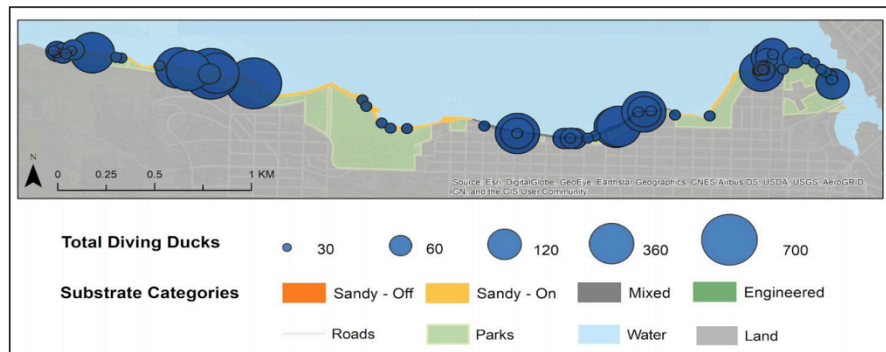 N
0 0.25 0.5 1 KM
Source: Esri, DigitalGlobe, GeoEye, Earthstar Geographics, CNES/Airbus DS, USDA, USGS, AeroGRID,
IGN, and the GIS User Community
Total Diving Ducks 30 60 120 360 700
Substrate Categories Sandy - Off Sandy - On Mixed Engineered
Roads Parks Water Land